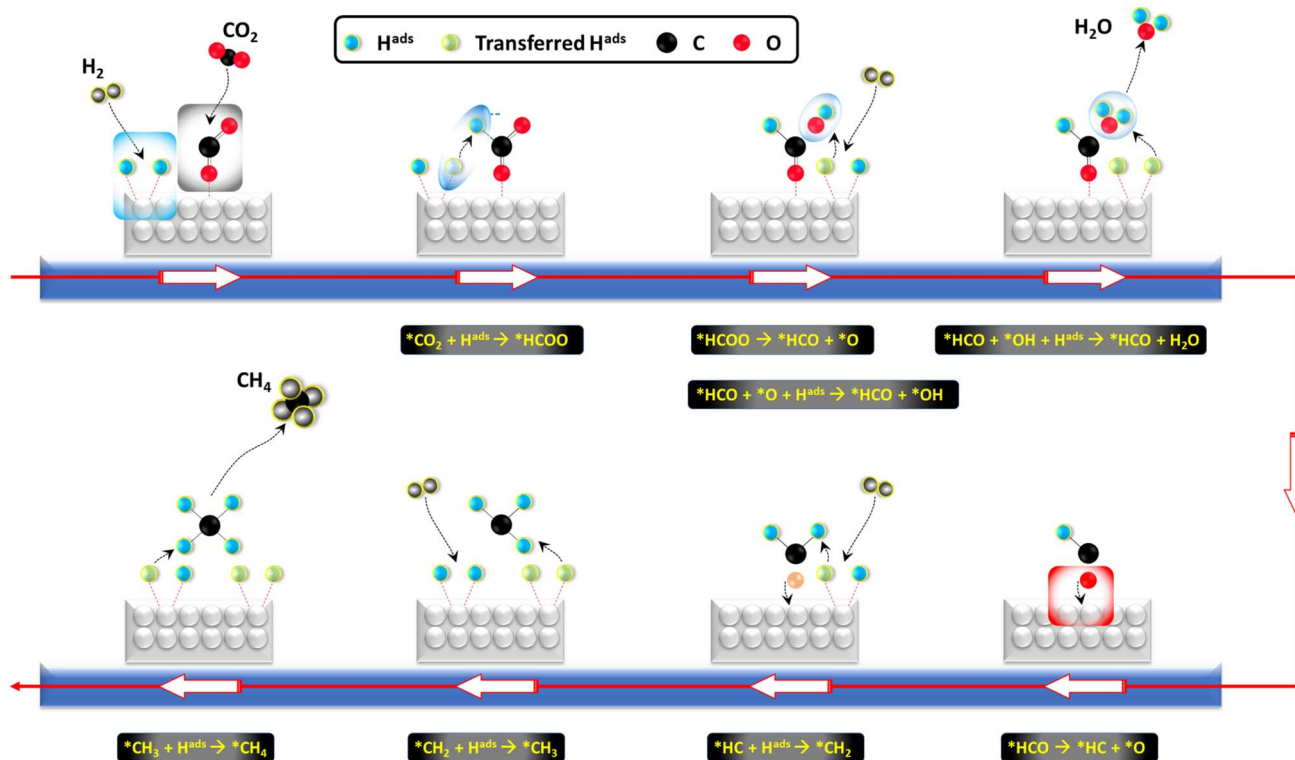 CO₂
H₂
Hᵃᵈˢ Transferred Hᵃᵈˢ C O
H₂O
*CO₂ + Hᵃᵈˢ → *HCOO
*HCOO → *HCO + *O
*HCO + *OH + Hᵃᵈˢ → *HCO + H₂O
*HCO + *O + Hᵃᵈˢ → *HCO + *OH
CH₄
*CH₃ + Hᵃᵈˢ → *CH₄
*CH₂ + Hᵃᵈˢ → *CH₃
*HC + Hᵃᵈˢ → *CH₂
*HCO → *HC + *O